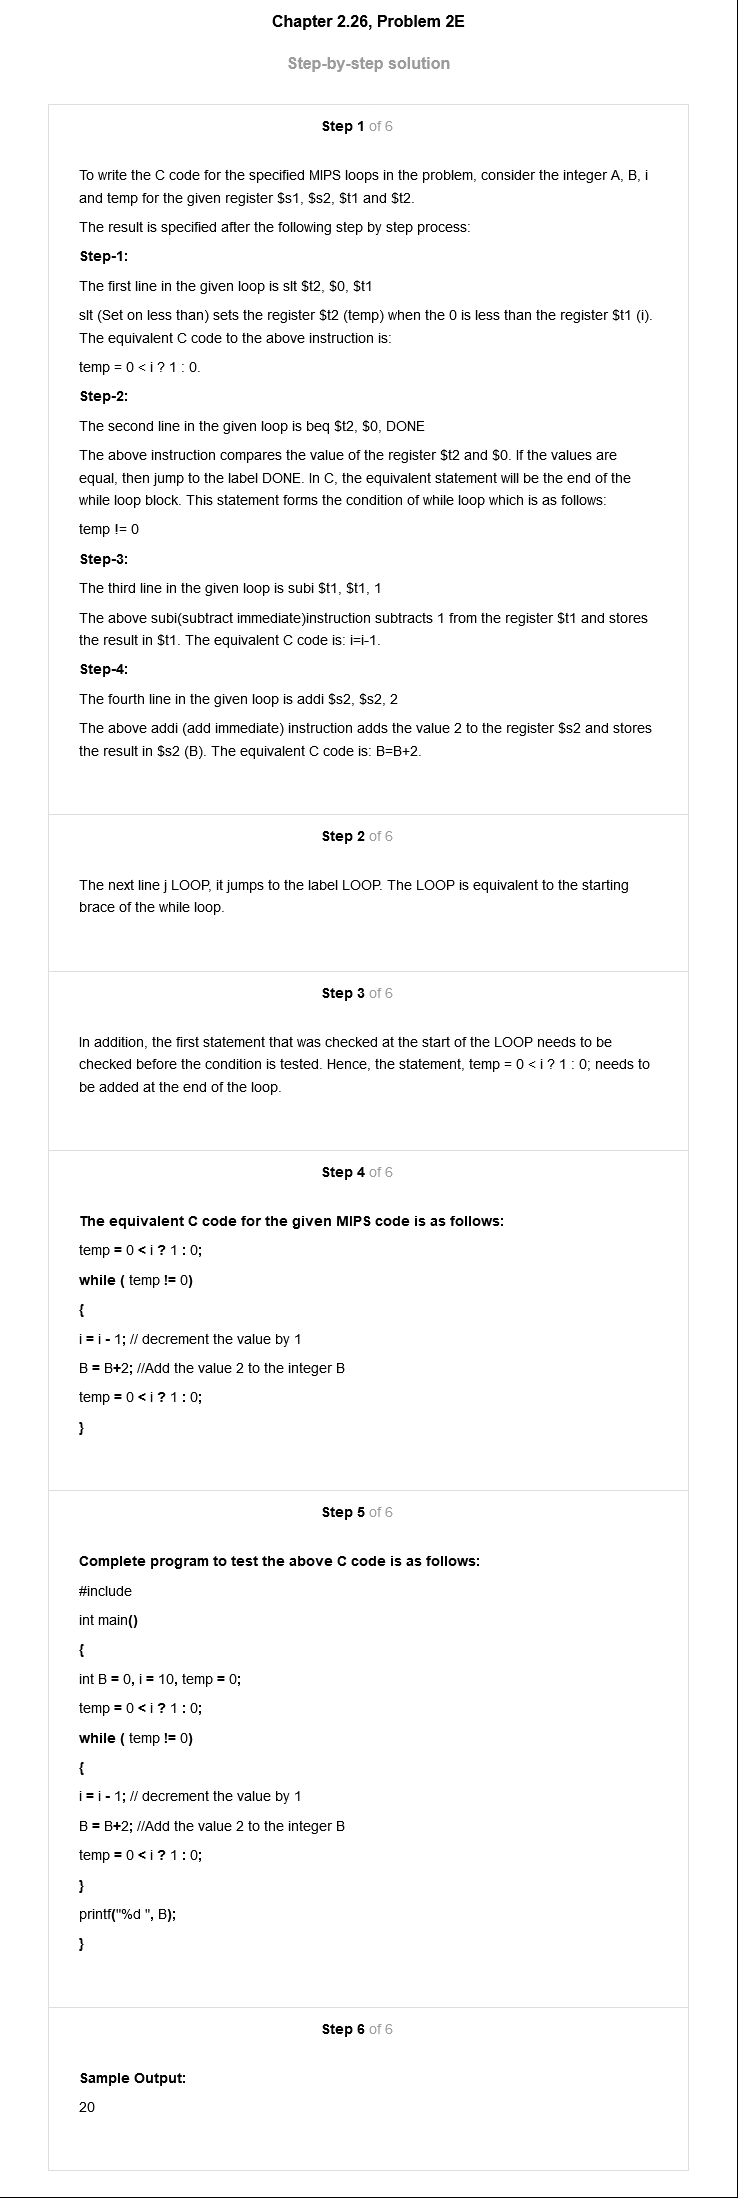 Chapter 2.26, Problem 2E
Step-by-step solution
Step 1 of 6
To write the C code for the specified MIPS loops in the problem, consider the integer A, B, i
and temp for the given register $s1, $s2, $t1 and $t2.
The result is specified after the following step by step process:
Step-1:
The first line in the given loop is slt $t2, $0, $t1
slt (Set on less than) sets the register $t2 (temp) when the 0 is less than the register $t1 (i).
The equivalent C code to the above instruction is:
temp = 0 < i ? 1 : 0.
Step-2:
The second line in the given loop is beq $t2, $0, DONE
The above instruction compares the value of the register $t2 and $0. If the values are
equal, then jump to the label DONE. In C, the equivalent statement will be the end of the
while loop block. This statement forms the condition of while loop which is as follows:
temp != 0
Step-3:
The third line in the given loop is subi $t1, $t1, 1
The above subi(subtract immediate)instruction subtracts 1 from the register $t1 and stores
the result in $t1. The equivalent C code is: i=i-1.
Step-4:
The fourth line in the given loop is addi $s2, $s2, 2
The above addi (add immediate) instruction adds the value 2 to the register $s2 and stores
the result in $s2 (B). The equivalent C code is: B=B+2.
Step 2 of 6
The next line j LOOP, it jumps to the label LOOP. The LOOP is equivalent to the starting
brace of the while loop.
Step 3 of 6
In addition, the first statement that was checked at the start of the LOOP needs to be
checked before the condition is tested. Hence, the statement, temp = 0 < i ? 1 : 0; needs to
be added at the end of the loop.
Step 4 of 6
The equivalent C code for the given MIPS code is as follows:
temp = 0 < i ? 1 : 0;
while ( temp != 0)
{
i = i - 1; // decrement the value by 1
B = B+2; //Add the value 2 to the integer B
temp = 0 < i ? 1 : 0;
}
Step 5 of 6
Complete program to test the above C code is as follows:
#include
int main()
{
int B = 0, i = 10, temp = 0;
temp = 0 < i ? 1 : 0;
while ( temp != 0)
{
i = i - 1; // decrement the value by 1
B = B+2; //Add the value 2 to the integer B
temp = 0 < i ? 1 : 0;
}
printf("%d ", B);
}
Step 6 of 6
Sample Output:
20